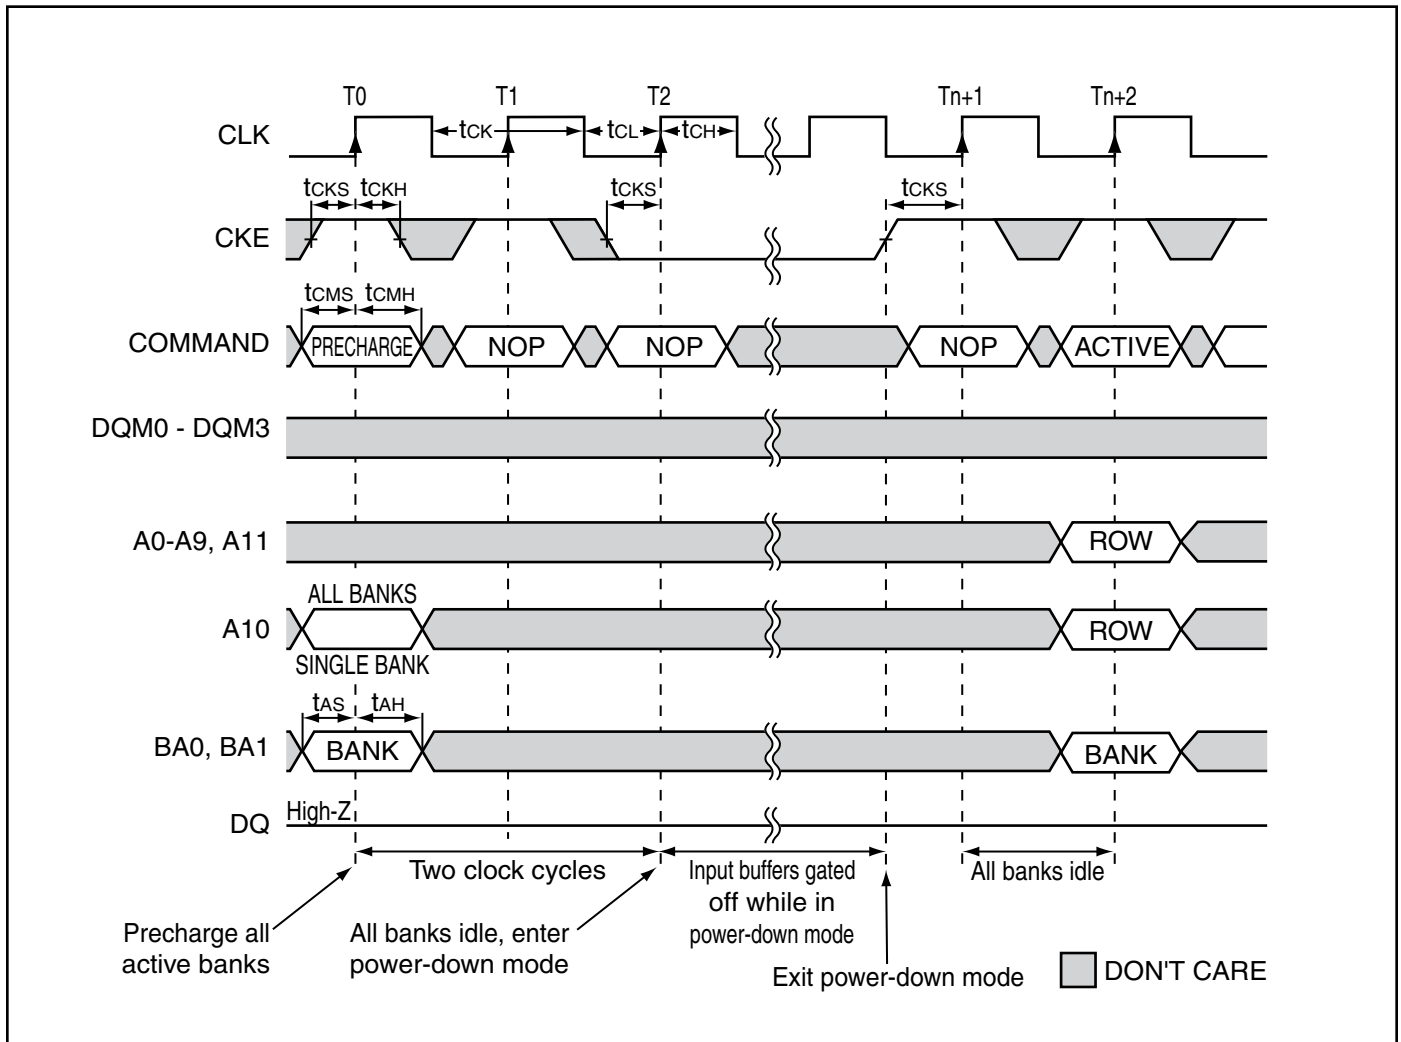 T0 T1 T2 Tn+1 Tn+2
CLK tCK tCL tCH
tCKS tCKH tCKS tCKS
CKE
tCMS tCMH
COMMAND PRECHARGE NOP NOP NOP ACTIVE
DQM0 - DQM3
A0-A9, A11 ROW
ALL BANKS
A10 ROW
SINGLE BANK
tAS tAH
BA0, BA1 BANK BANK
High-Z
DQ
Two clock cycles
Input buffers gated
off while in
power-down mode
All banks idle
Precharge all
active banks
All banks idle, enter
power-down mode
Exit power-down mode
DON'T CARE